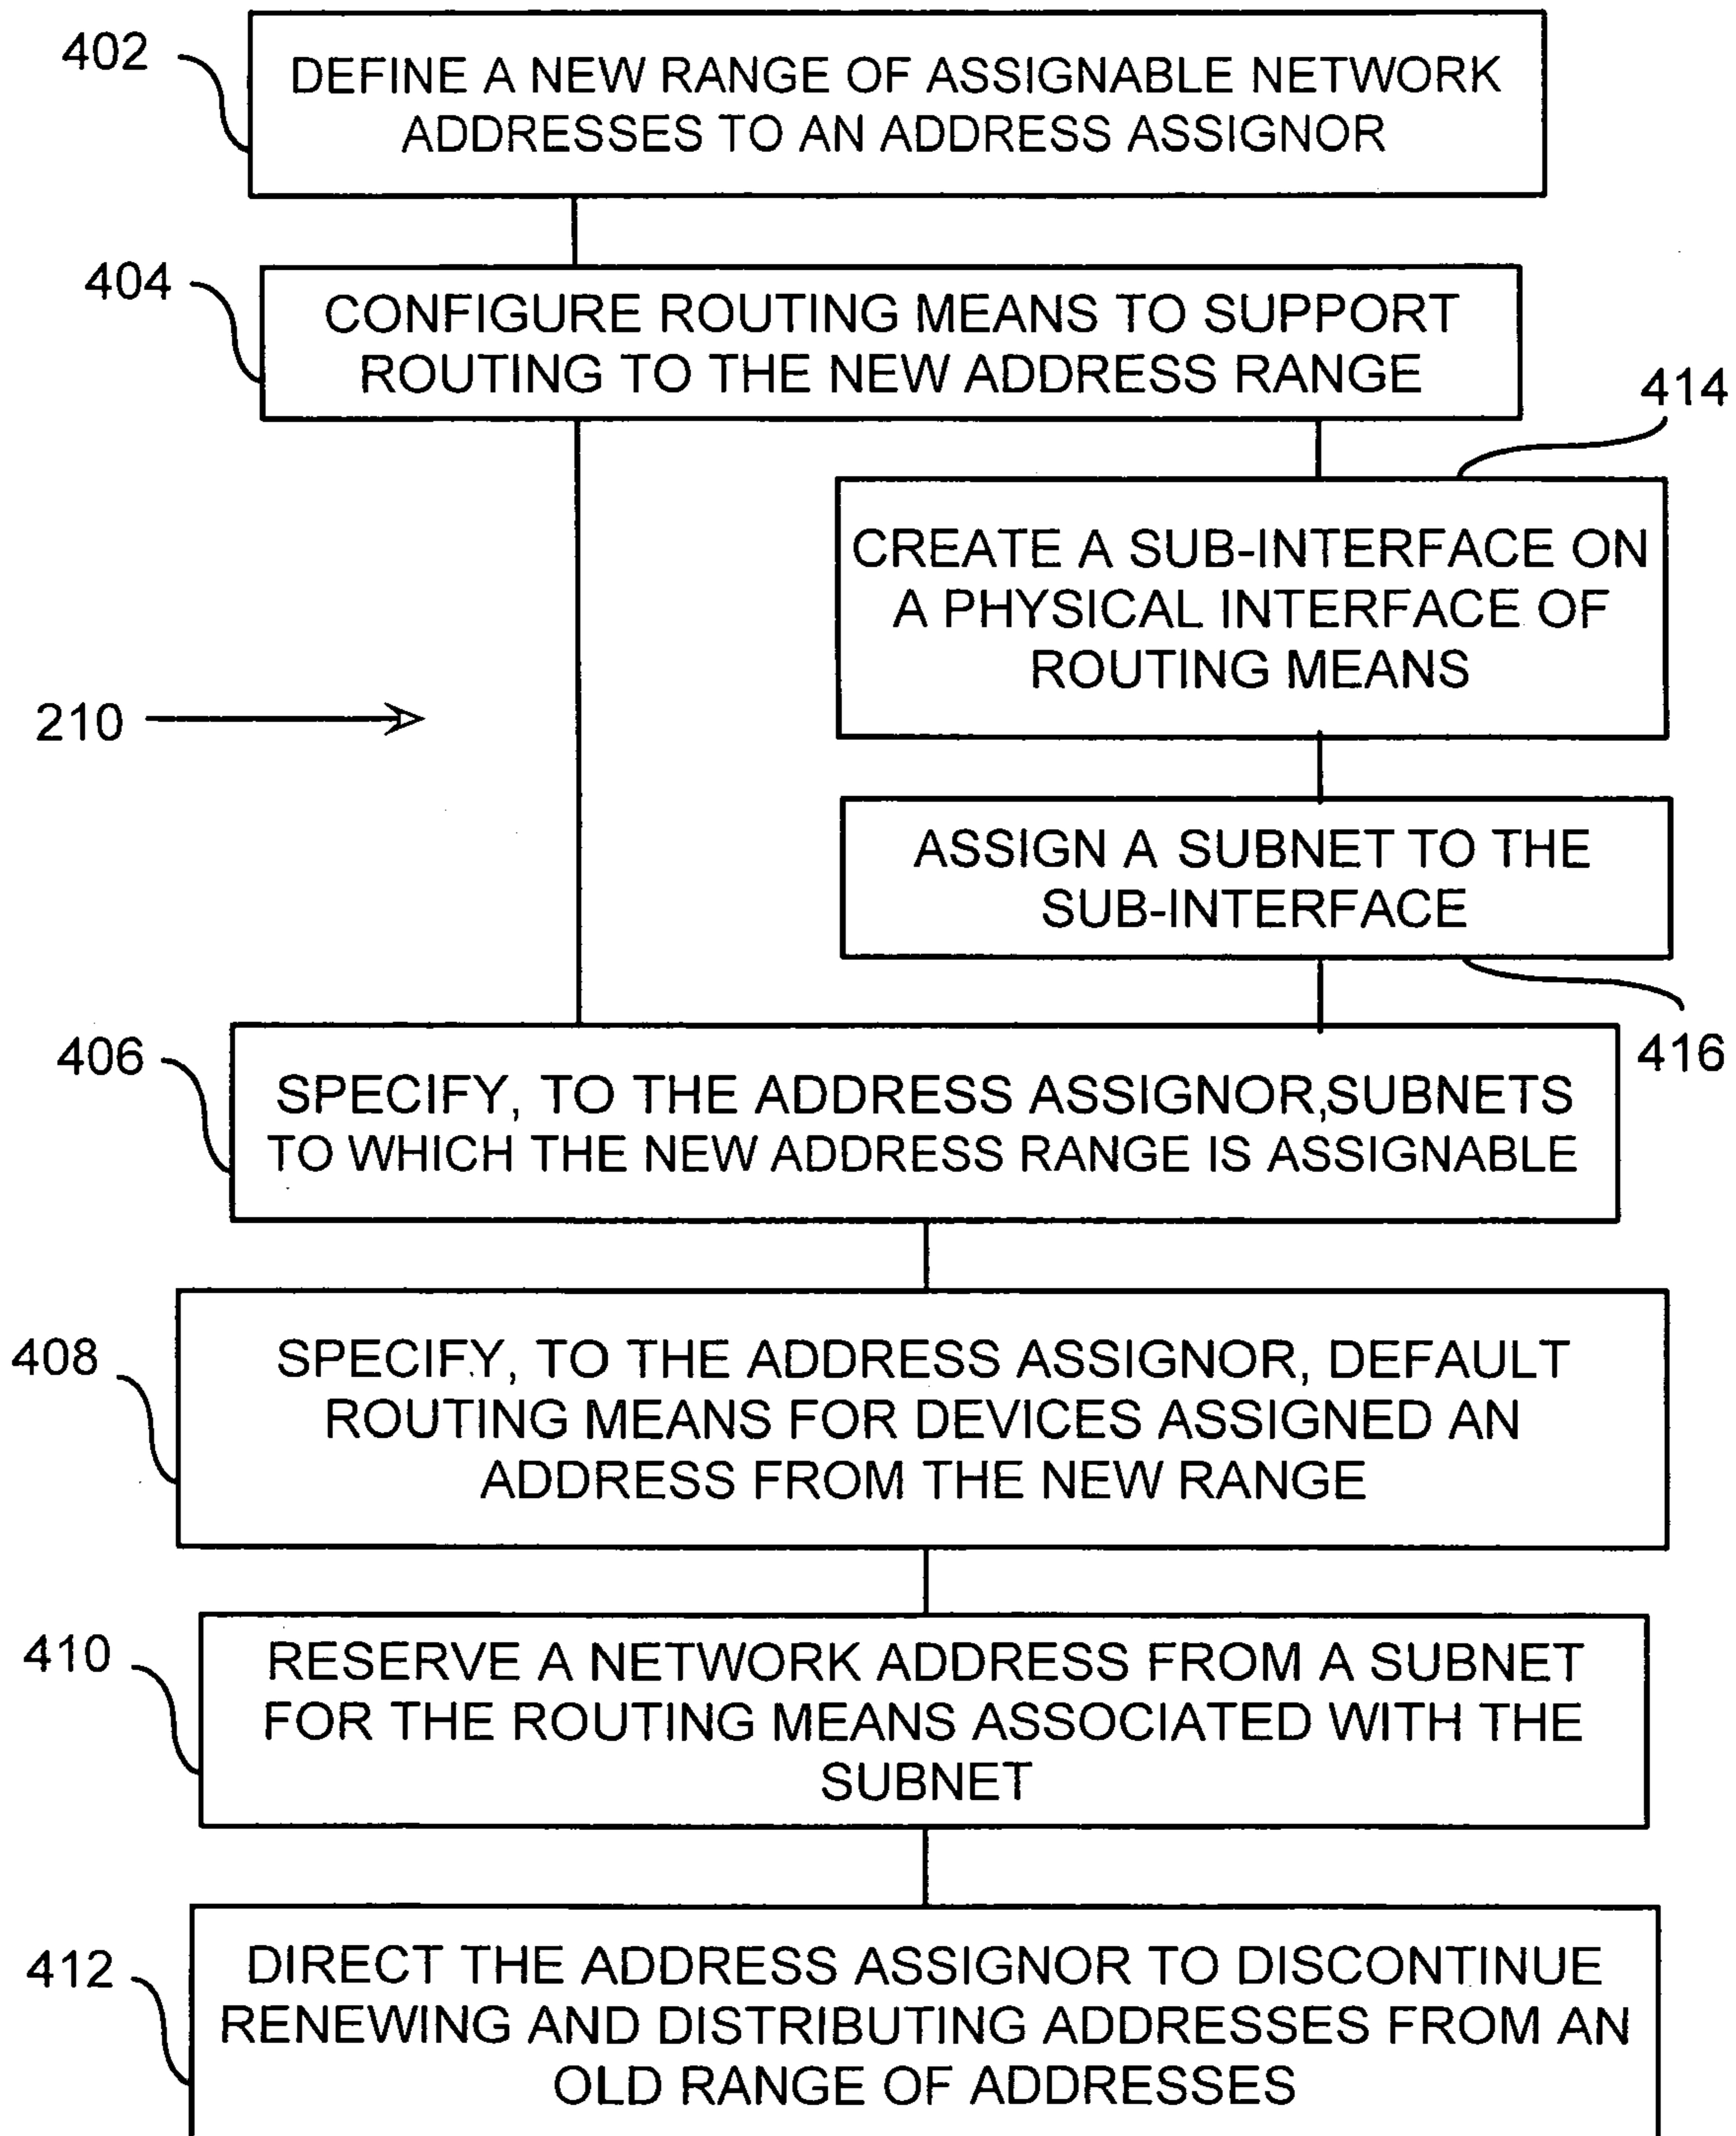 402
DEFINE A NEW RANGE OF ASSIGNABLE NETWORK
ADDRESSES TO AN ADDRESS ASSIGNOR
404
CONFIGURE ROUTING MEANS TO SUPPORT
ROUTING TO THE NEW ADDRESS RANGE
414
CREATE A SUB-INTERFACE ON
A PHYSICAL INTERFACE OF
ROUTING MEANS
210
ASSIGN A SUBNET TO THE
SUB-INTERFACE
416
406
SPECIFY, TO THE ADDRESS ASSIGNOR,SUBNETS
TO WHICH THE NEW ADDRESS RANGE IS ASSIGNABLE
408
SPECIFY, TO THE ADDRESS ASSIGNOR, DEFAULT
ROUTING MEANS FOR DEVICES ASSIGNED AN
ADDRESS FROM THE NEW RANGE
410
RESERVE A NETWORK ADDRESS FROM A SUBNET
FOR THE ROUTING MEANS ASSOCIATED WITH THE
SUBNET
412
DIRECT THE ADDRESS ASSIGNOR TO DISCONTINUE
RENEWING AND DISTRIBUTING ADDRESSES FROM AN
OLD RANGE OF ADDRESSES